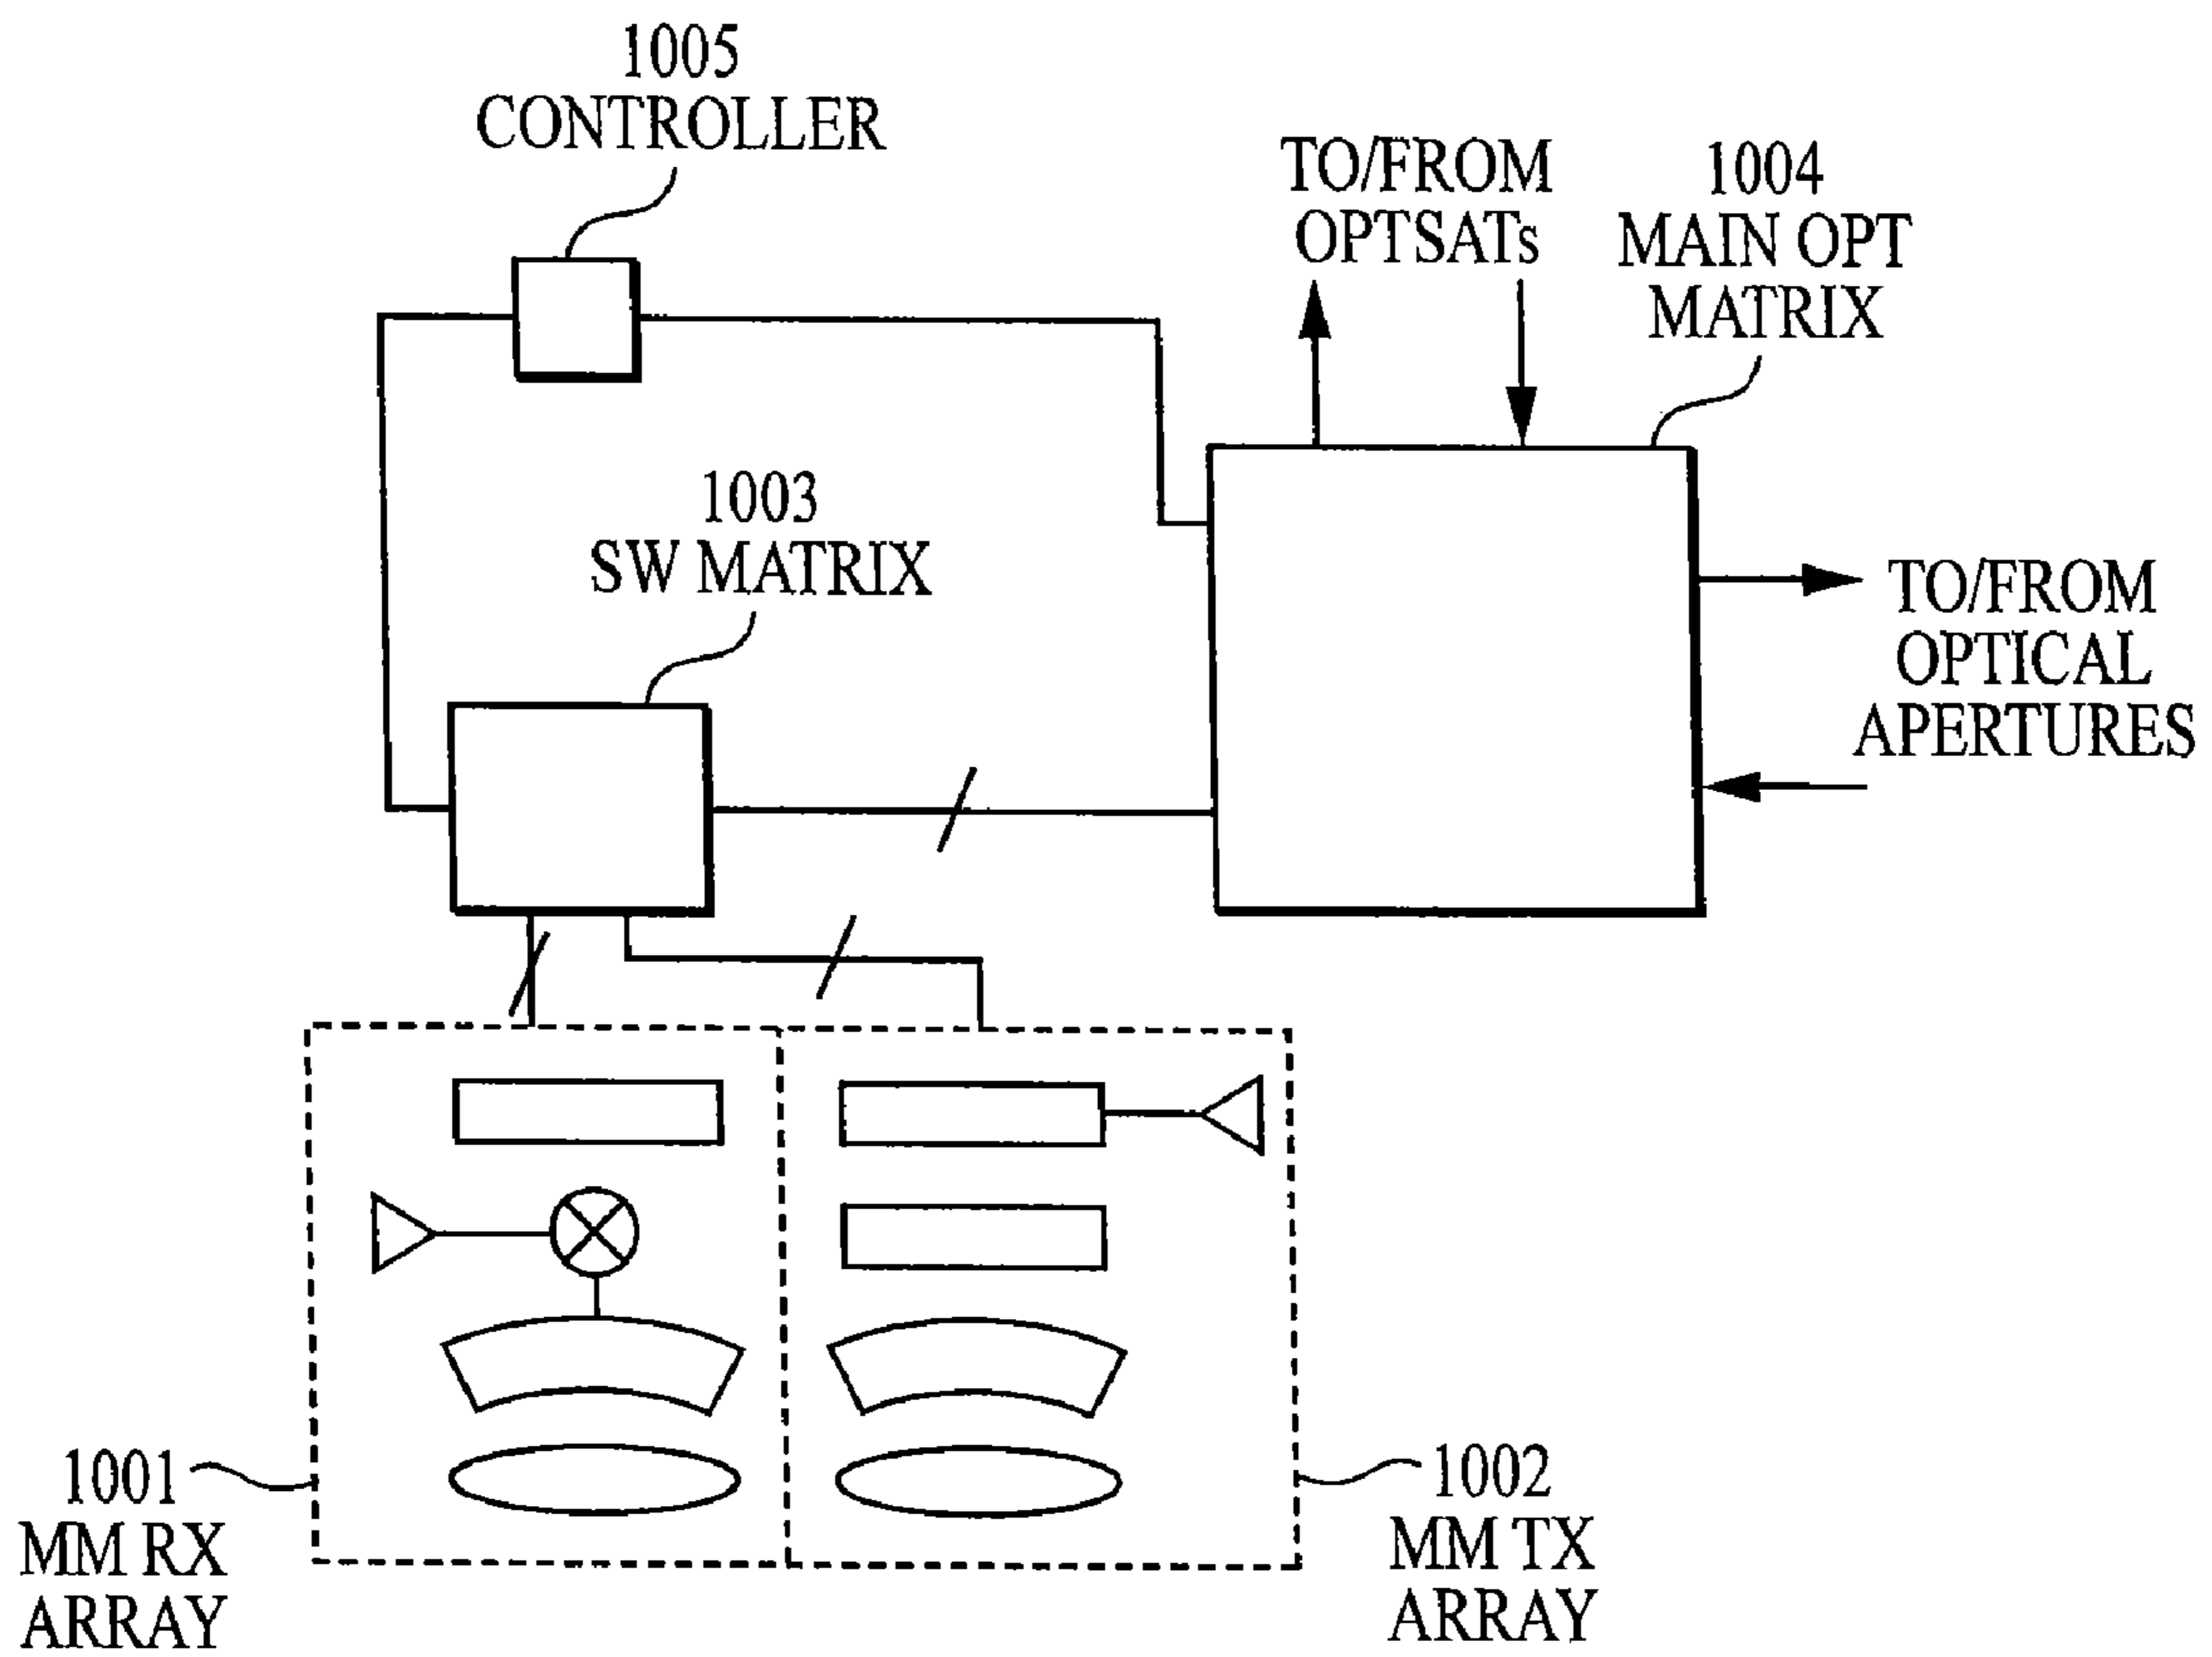 1005
CONTROLLER
TO/FROM
OPTSATs
1004
MAIN OPT
MATRIX
1003
SW MATRIX
TO/FROM
OPTICAL
APERTURES
1001
MM RX
ARRAY
1002
MM TX
ARRAY